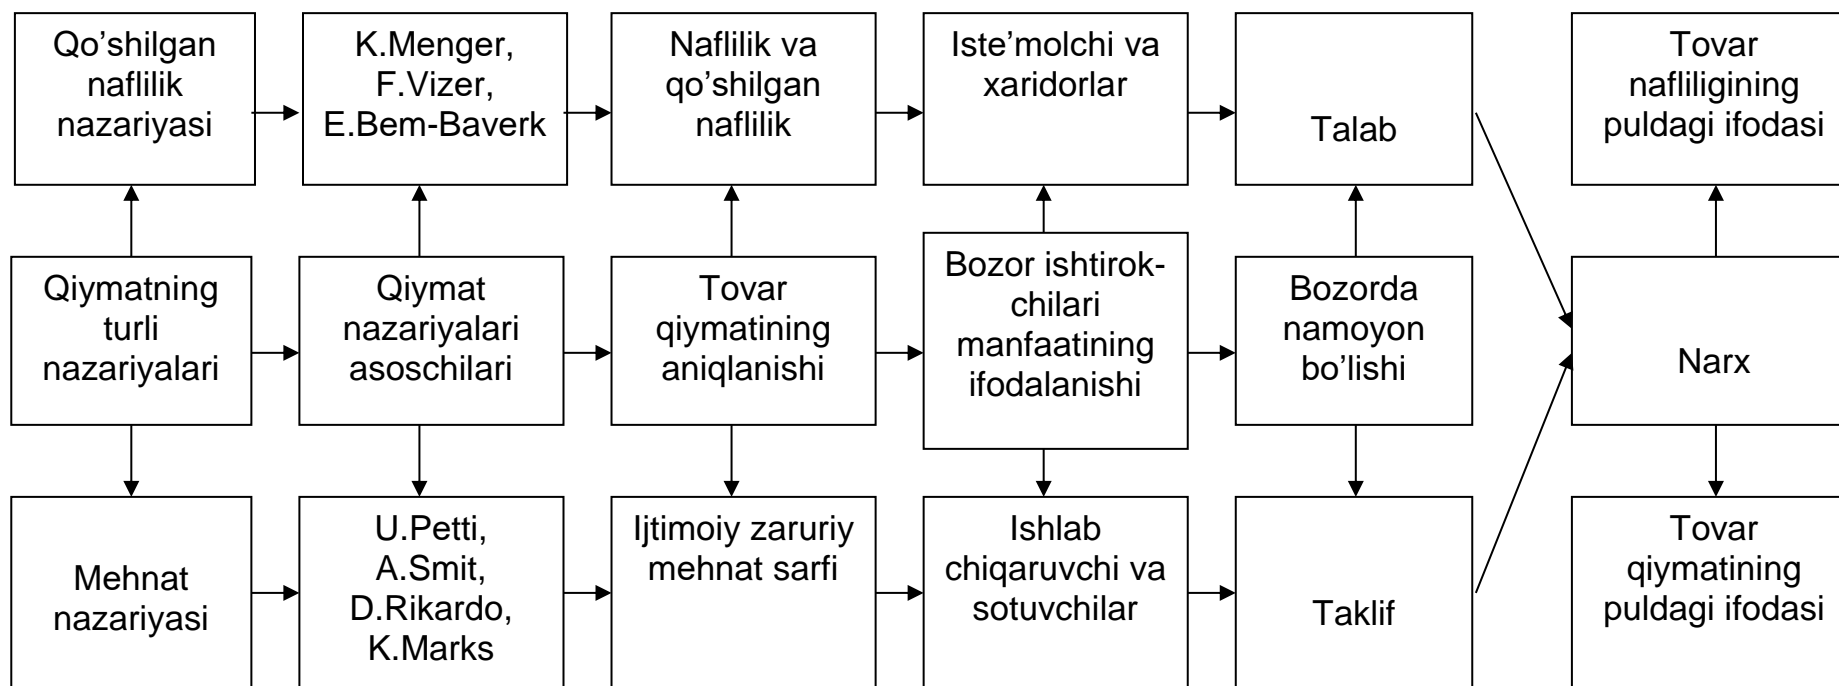 Qo’shilgan
naflilik
nazariyasi
K.Menger,
F.Vizer,
E.Bem-Baverk
Naflilik va
qo’shilgan
naflilik
Iste’molchi va
xaridorlar
Talab
Tovar
nafliligining
puldagi ifodasi
Qiymatning
turli
nazariyalari
Qiymat
nazariyalari
asoschilari
Tovar
qiymatining
aniqlanishi
Bozor ishtirok-
chilari
manfaatining
ifodalanishi
Bozorda
namoyon
bo’lishi
Narx
Mehnat
nazariyasi
U.Petti,
A.Smit,
D.Rikardo,
K.Marks
Ijtimoiy zaruriy
mehnat sarfi
Ishlab
chiqaruvchi va
sotuvchilar
Taklif
Tovar
qiymatining
puldagi ifodasi